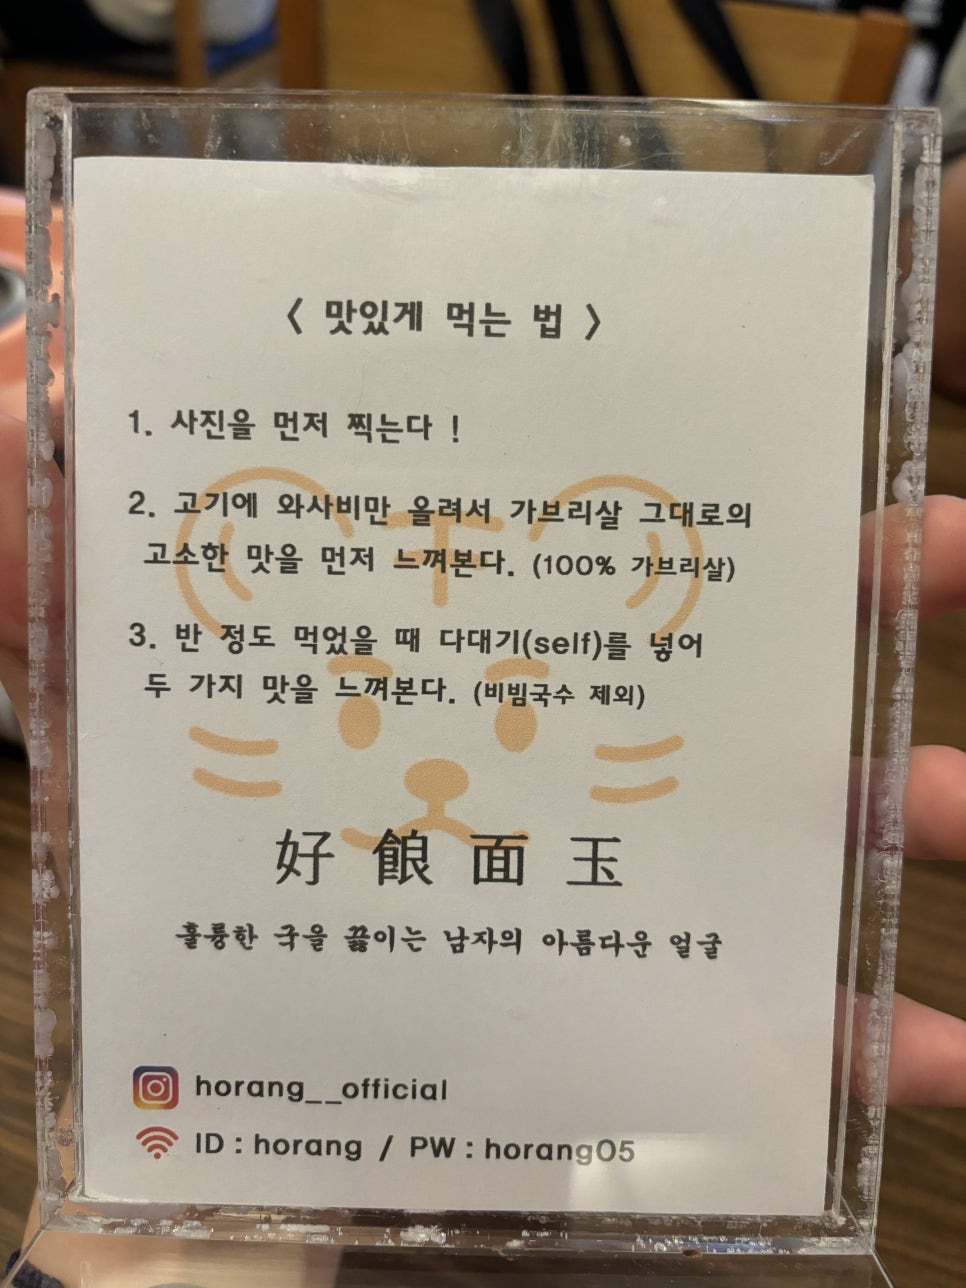 < 맛있게 먹는 법 >
1. 사진을 먼저 찍는다 !
2. 고기에 와사비만 올려서 가브리살 그대로의
고소한 맛을 먼저 느껴본다. (100% 가브리살)
3. 반 정도 먹었을 때 다대기(self)를 넣어
두 가지 맛을 느껴본다. (비빔국수 제외)
好 飺 面 玉
훌륭한 국을 끓이는 남자의 아름다운 얼굴
horang__official
ID : horang / PW : horang05